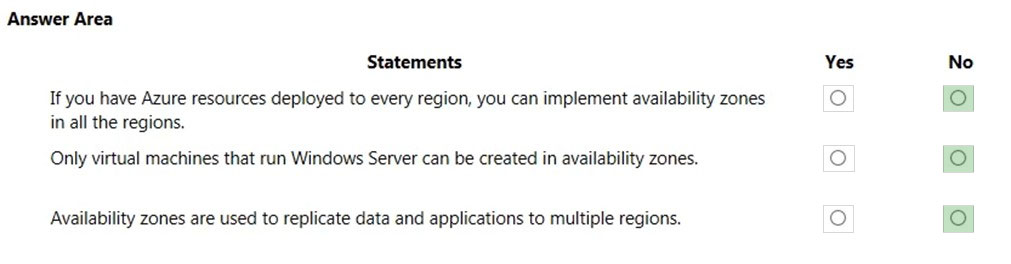 Answer Area
Statements Yes No
If you have Azure resources deployed to every region, you can implement availability zones
in all the regions.
Only virtual machines that run Windows Server can be created in availability zones.
Availability zones are used to replicate data and applications to multiple regions.